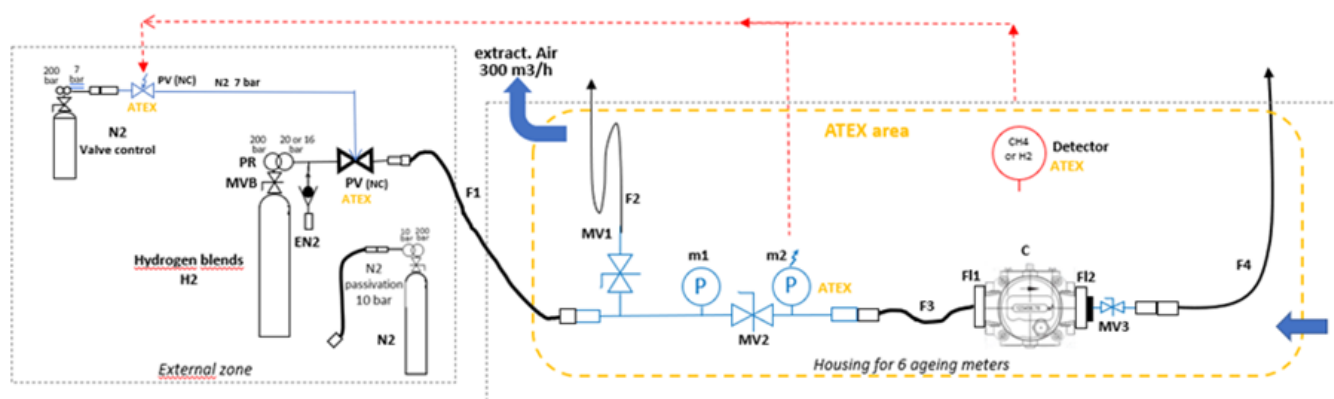 extract. Air
300 m3/h
200
bar
7
bar
PV (NC)
ATEX
N2 7 bar
N2
Valve control
200
bar
20 or 16
bar
PR
MVB
PV (NC)
ATEX
EN2
Hydrogen blends
H2
10
bar
200
bar
N2
passivation
10 bar
N2
External zone
F1
ATEX area
F2
MV1
m1
P
MV2
m2
P
ATEX
CH4
or H2
Detector
ATEX
F3
C
Fl1
Fl2
MV3
F4
Housing for 6 ageing meters